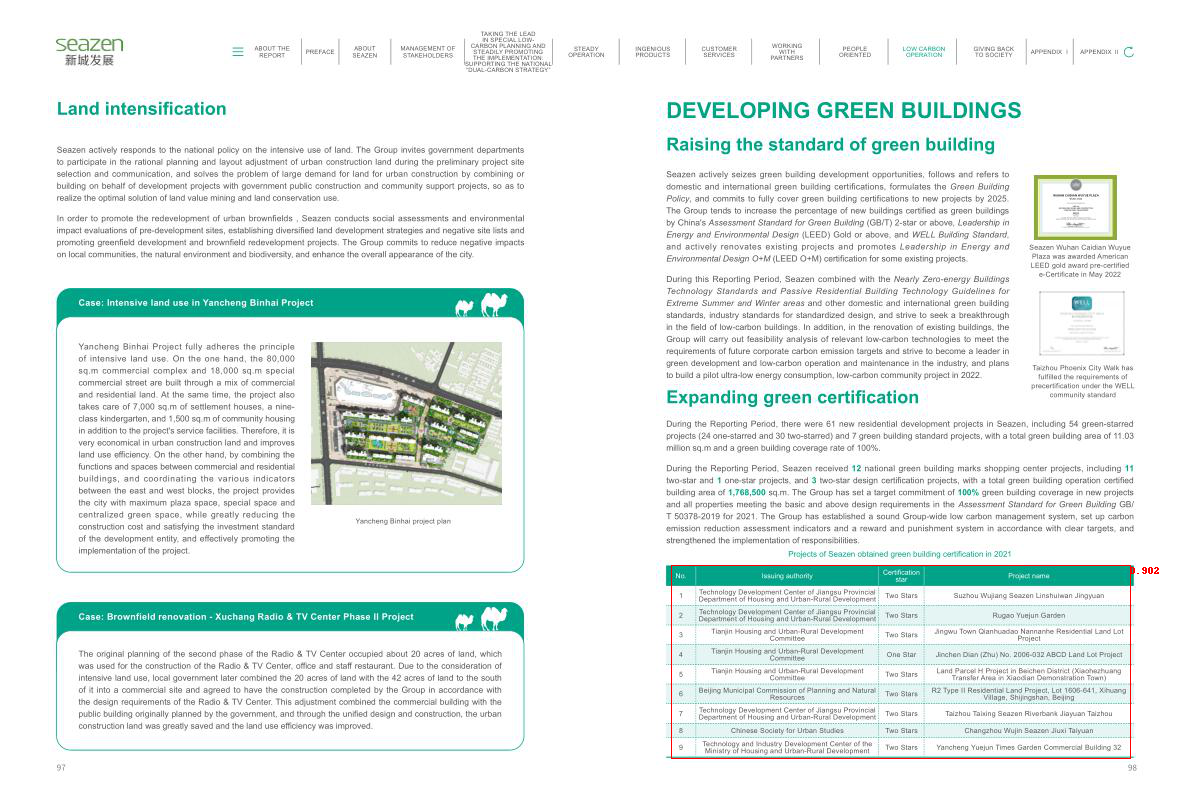 seazen
新城发展
ABOUT THE
REPORT
PREFACE
ABOUT
SEAZEN
MANAGEMENT OF
STAKEHOLDERS
TAKING THE LEAD
IN SPECIAL LOW-
CARBON PLANNING AND
STEADILY PROMOTING
THE IMPLEMENTATION:
SUPPORTING THE NATIONAL
"DUAL-CARBON STRATEGY"
STEADY
OPERATION
INGENIOUS
PRODUCTS
CUSTOMER
SERVICES
WORKING
WITH
PARTNERS
PEOPLE
ORIENTED
LOW CARBON
OPERATION
GIVING BACK
TO SOCIETY
APPENDIX I
APPENDIX II
Land intensification
Seazen actively responds to the national policy on the intensive use of land. The Group invites government departments
to participate in the rational planning and layout adjustment of urban construction land during the preliminary project site
selection and communication, and solves the problem of large demand for land for urban construction by combining or
building on behalf of development projects with government public construction and community support projects, so as to
realize the optimal solution of land value mining and land conservation use.
In order to promote the redevelopment of urban brownfields , Seazen conducts social assessments and environmental
impact evaluations of pre-development sites, establishing diversified land development strategies and negative site lists and
promoting greenfield development and brownfield redevelopment projects. The Group commits to reduce negative impacts
on local communities, the natural environment and biodiversity, and enhance the overall appearance of the city.
Case: Intensive land use in Yancheng Binhai Project
Yancheng Binhai Project fully adheres the principle
of intensive land use. On the one hand, the 80,000
sq.m commercial complex and 18,000 sq.m special
commercial street are built through a mix of commercial
and residential land. At the same time, the project also
takes care of 7,000 sq.m of settlement houses, a nine-
class kindergarten, and 1,500 sq.m of community housing
in addition to the project's service facilities. Therefore, it is
very economical in urban construction land and improves
land use efficiency. On the other hand, by combining the
functions and spaces between commercial and residential
buildings, and coordinating the various indicators
between the east and west blocks, the project provides
the city with maximum plaza space, special space and
centralized green space, while greatly reducing the
construction cost and satisfying the investment standard
of the development entity, and effectively promoting the
implementation of the project.
Yancheng Binhai project plan
Case: Brownfield renovation - Xuchang Radio & TV Center Phase II Project
The original planning of the second phase of the Radio & TV Center occupied about 20 acres of land, which
was used for the construction of the Radio & TV Center, office and staff restaurant. Due to the consideration of
intensive land use, local government later combined the 20 acres of land with the 42 acres of land to the south
of it into a commercial site and agreed to have the construction completed by the Group in accordance with
the design requirements of the Radio & TV Center. This adjustment combined the commercial building with the
public building originally planned by the government, and through the unified design and construction, the urban
construction land was greatly saved and the land use efficiency was improved.
97
DEVELOPING GREEN BUILDINGS
Raising the standard of green building
Seazen actively seizes green building development opportunities, follows and refers to
domestic and international green building certifications, formulates the Green Building
Policy, and commits to fully cover green building certifications to new projects by 2025.
The Group tends to increase the percentage of new buildings certified as green buildings
by China's Assessment Standard for Green Building (GB/T) 2-star or above, Leadership in
Energy and Environmental Design (LEED) Gold or above, and WELL Building Standard,
and actively renovates existing projects and promotes Leadership in Energy and
Environmental Design O+M (LEED O+M) certification for some existing projects.
During this Reporting Period, Seazen combined with the Nearly Zero-energy Buildings
Technology Standards and Passive Residential Building Technology Guidelines for
Extreme Summer and Winter areas and other domestic and international green building
standards, industry standards for standardized design, and strive to seek a breakthrough
in the field of low-carbon buildings. In addition, in the renovation of existing buildings, the
Group will carry out feasibility analysis of relevant low-carbon technologies to meet the
requirements of future corporate carbon emission targets and strive to become a leader in
green development and low-carbon operation and maintenance in the industry, and plans
to build a pilot ultra-low energy consumption, low-carbon community project in 2022.
Seazen Wuhan Caidian Wuyue
Plaza was awarded American
LEED gold award pre-certified
e-Certificate in May 2022
WELL
Taizhou Phoenix City Walk has
fulfilled the requirements of
precertification under the WELL
community standard
Expanding green certification
During the Reporting Period, there were 61 new residential development projects in Seazen, including 54 green-starred
projects (24 one-starred and 30 two-starred) and 7 green building standard projects, with a total green building area of 11.03
million sq.m and a green building coverage rate of 100%.
During the Reporting Period, Seazen received 12 national green building marks shopping center projects, including 11
two-star and 1 one-star projects, and 3 two-star design certification projects, with a total green building operation certified
building area of 1,768,500 sq.m. The Group has set a target commitment of 100% green building coverage in new projects
and all properties meeting the basic and above design requirements in the Assessment Standard for Green Building GB/
T 50378-2019 for 2021. The Group has established a sound Group-wide low carbon management system, set up carbon
emission reduction assessment indicators and a reward and punishment system in accordance with clear targets, and
strengthened the implementation of responsibilities.
Projects of Seazen obtained green building certification in 2021
0.902
No. Issuing authority Certification star Project name
1 Technology Development Center of Jiangsu Provincial Department of Housing and Urban-Rural Development Two Stars Suzhou Wujiang Seazen Linshuiwan Jingyuan
2 Technology Development Center of Jiangsu Provincial Department of Housing and Urban-Rural Development Two Stars Rugao Yuejun Garden
3 Tianjin Housing and Urban-Rural Development Committee Two Stars Jingwu Town Qianhuadao Nannanhe Residential Land Lot Project
4 Tianjin Housing and Urban-Rural Development Committee One Star Jinchen Dian (Zhu) No. 2006-032 ABCD Land Lot Project
5 Tianjin Housing and Urban-Rural Development Committee Two Stars Land Parcel H Project in Beichen District (Xiaohezhuang Transfer Area in Xiaodian Demonstration Town)
6 Beijing Municipal Commission of Planning and Natural Resources Two Stars R2 Type II Residential Land Project, Lot 1606-641, Xihuang Village, Shijingshan, Beijing
7 Technology Development Center of Jiangsu Provincial Department of Housing and Urban-Rural Development Two Stars Taizhou Taixing Seazen Riverbank Jiayuan Taizhou
8 Chinese Society for Urban Studies Two Stars Changzhou Wujin Seazen Jiuxi Taiyuan
9 Technology and Industry Development Center of the Ministry of Housing and Urban-Rural Development Two Stars Yancheng Yuejun Times Garden Commercial Building 32
98